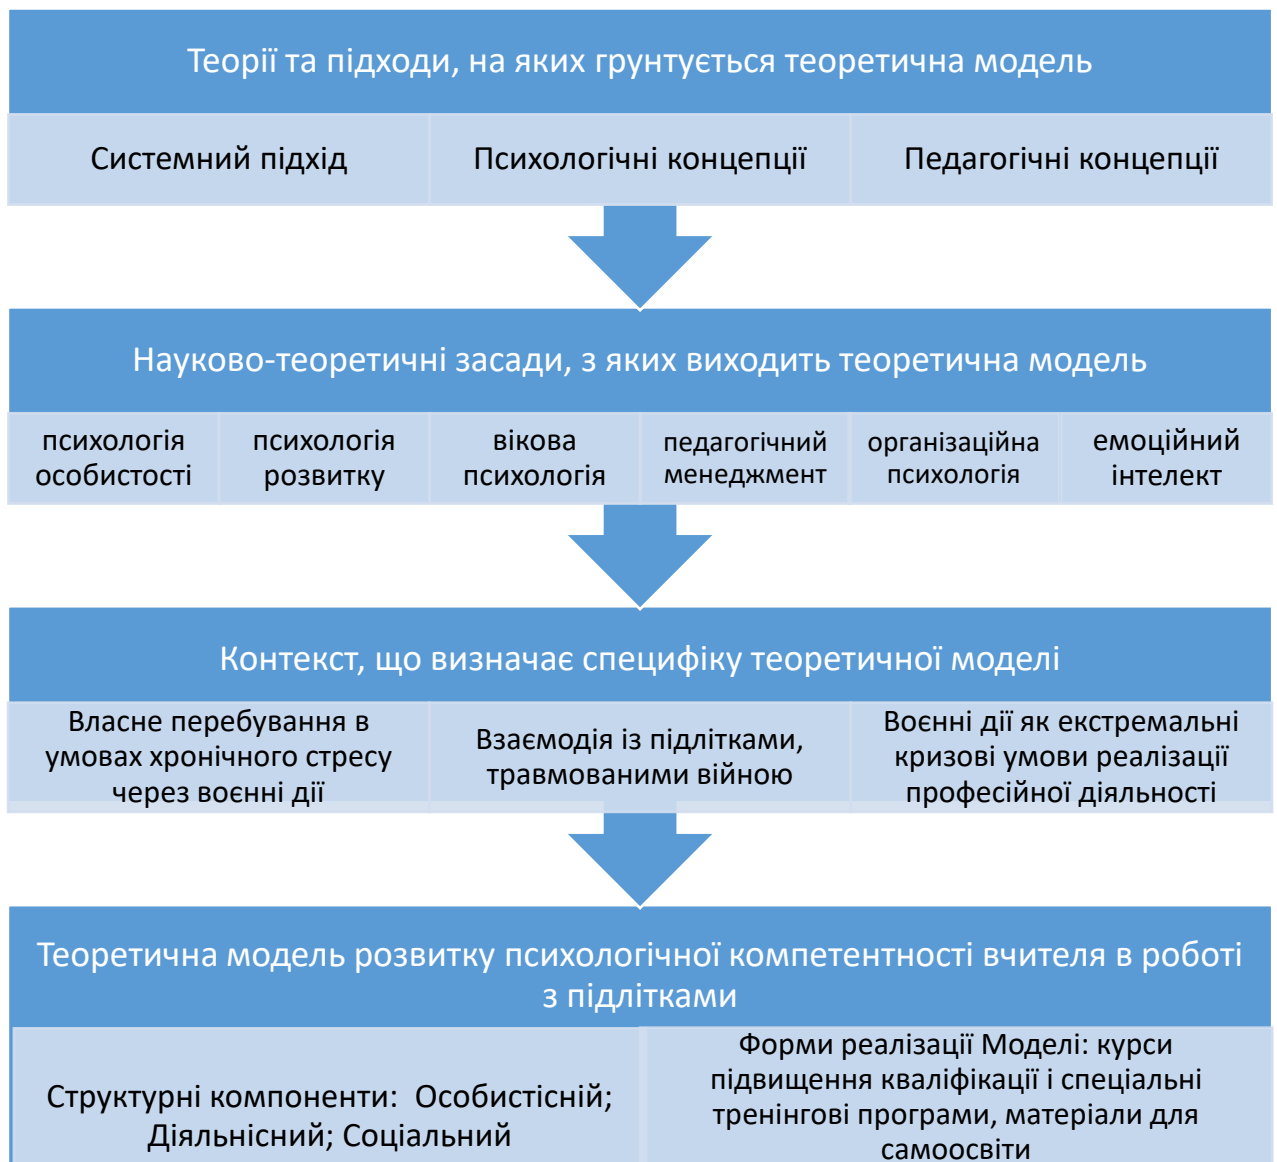 Теорії та підходи, на яких грунтується теоретична модель
Системний підхід
Психологічні концепції
Педагогічні концепції
Науково-теоретичні засади, з яких виходить теоретична модель
психологія
особистості
психологія
розвитку
вікова
психологія
педагогічний
менеджмент
організаційна
психологія
емоційний
інтелект
Контекст, що визначає специфіку теоретичної моделі
Власне перебування в
умовах хронічного стресу
через воєнні дії
Взаємодія із підлітками,
травмованими війною
Воєнні дії як екстремальні
кризові умови реалізації
професійної діяльності
Теоретична модель розвитку психологічної компетентності вчителя в роботі
з підлітками
Структурні компоненти: Особистісній;
Діяльнісний; Соціальний
Форми реалізації Моделі: курси
підвищення кваліфікації і спеціальні
тренінгові програми, матеріали для
самоосвіти